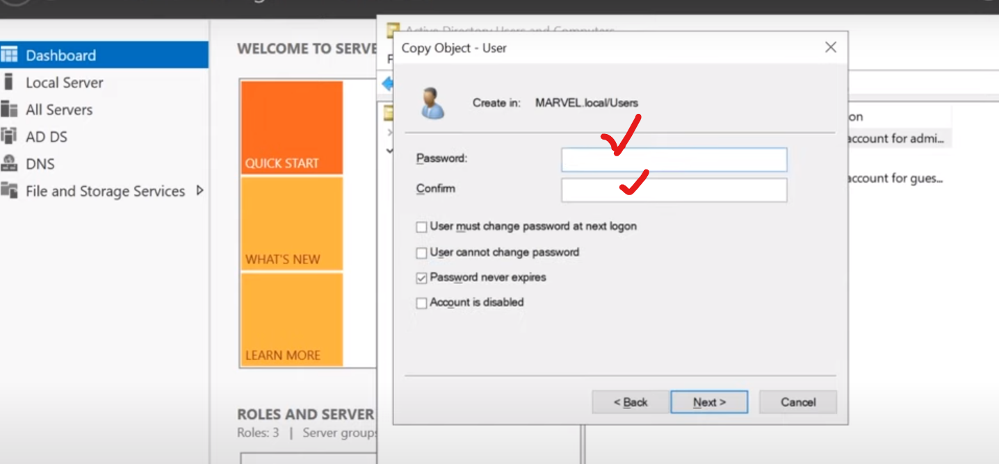 Dashboard
Local Server
All Servers
AD DS
DNS
File and Storage Services
WELCOME TO SERVE
QUICK START
WHAT'S NEW
LEARN MORE
ROLES AND SERVER
Roles: 3 | Server group
Active Directory Users and Computers
F
Copy Object - User
Create in: MARVEL.local/Users
Password:
Confirm
User must change password at next logon
User cannot change password
Password never expires
Account is disabled
< Back
Next >
Cancel
on
account for admi...
account for gues...